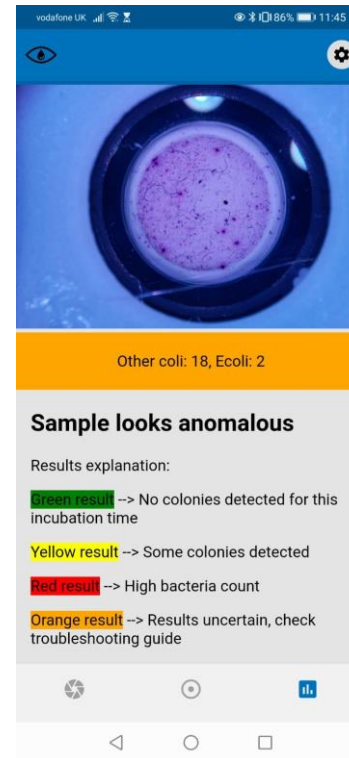 vodafone UK 86% 11:45
Other coli: 18, Ecoli: 2
Sample looks anomalous
Results explanation:
Green result --> No colonies detected for this
incubation time
Yellow result --> Some colonies detected
Red result --> High bacteria count
Orange result --> Results uncertain, check
troubleshooting guide